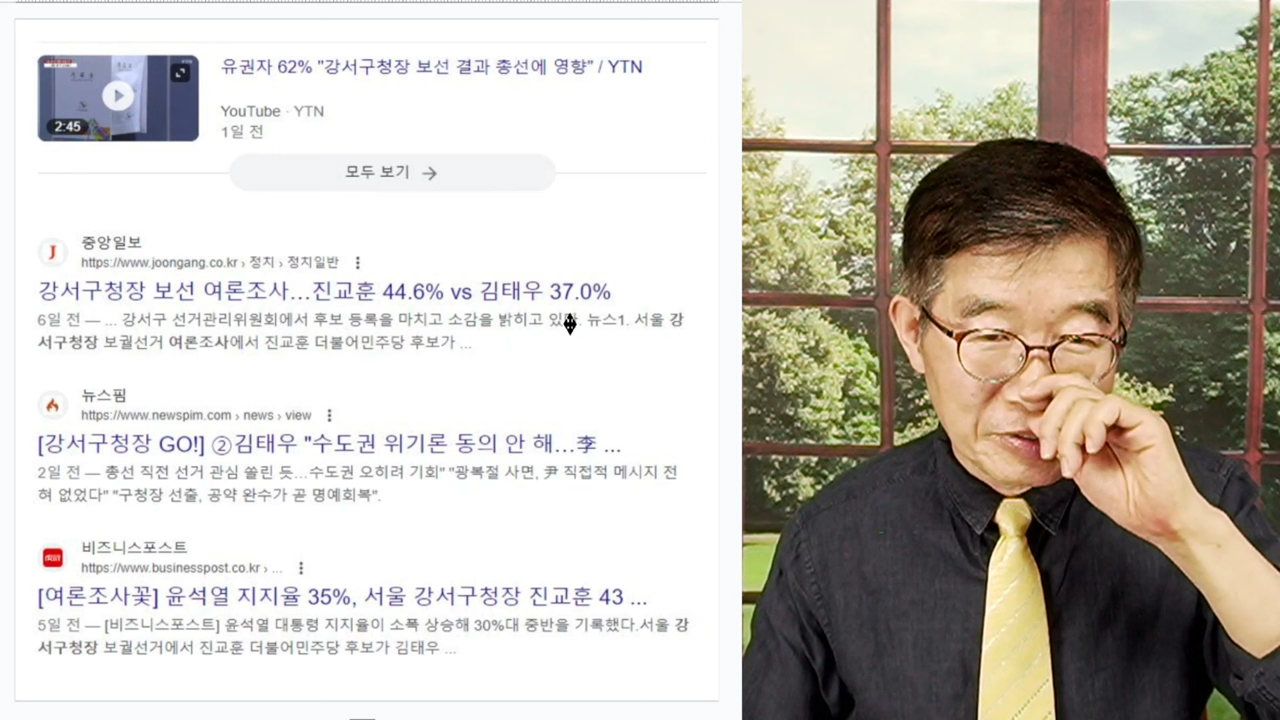 유권자 62% "강서구청장 보선 결과 총선에 영향" / YTN
YouTube · YTN
1일 전
2:45
모두 보기 →
J
중앙일보
https://www.joongang.co.kr › 정치 › 정치일반
강서구청장 보선 여론조사…진교훈 44.6% vs 김태우 37.0%
6일 전 — ... 강서구 선거관리위원회에서 후보 등록을 마치고 소감을 밝히고 뉴스1. 서울 강
서구청장 보궐선거 여론조사에서 진교훈 더불어민주당 후보가 ...
뉴스핌
https://www.newspim.com › news › view
[강서구청장 GO!] ②김태우 "수도권 위기론 동의 안 해…李 ...
2일 전 — 총선 직전 선거 관심 쏠린 듯…수도권 오히려 기회" "광복절 사면, 尹 직접적 메시지 전
혀 없었다" "구청장 선출, 공약 완수가 곧 명예회복".
비즈니스포스트
https://www.businesspost.co.kr › ...
[여론조사꽃] 윤석열 지지율 35%, 서울 강서구청장 진교훈 43 ...
5일 전 — [비즈니스포스트] 윤석열 대통령 지지율이 소폭 상승해 30%대 중반을 기록했다.서울 강
서구청장 보궐선거에서 진교훈 더불어민주당 후보가 김태우 ...